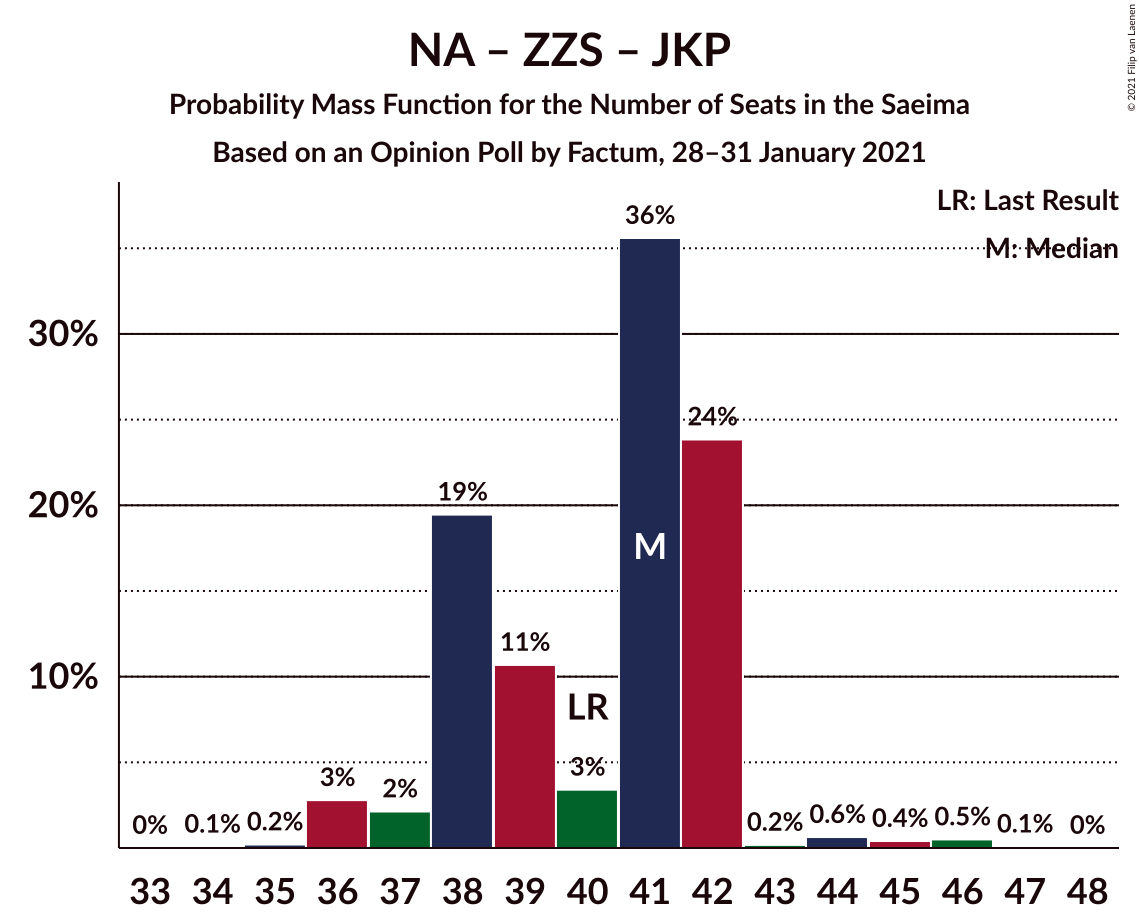 NA – ZZS – JKP
Probability Mass Function for the Number of Seats in the Saeima
Based on an Opinion Poll by Factum, 28–31 January 2021
© 2021 Filip van Laenen
LR: Last Result
M: Median
30%
20%
10%
0% 0.1% 0.2% 3% 2% 19% 11% 3% 36% 24% 0.2% 0.6% 0.4% 0.5% 0.1% 0%
LR
M
33 34 35 36 37 38 39 40 41 42 43 44 45 46 47 48